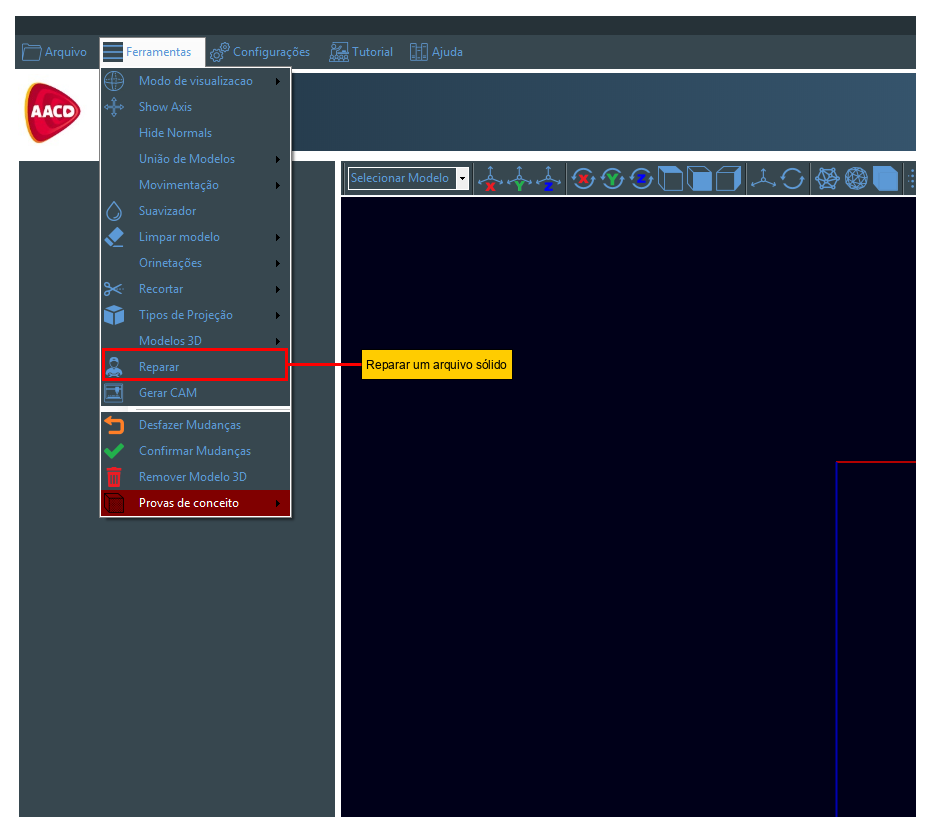 Arquivo Ferramentas Configurações Tutorial Ajuda
AACD
Modo de visualizacao
Show Axis
Hide Normals
União de Modelos
Movimentação
Selecionar Modelo X Y Z X Y Z
Suavizador
Limpar modelo
Orinetações
Recortar
Tipos de Projeção
Modelos 3D
Reparar
Reparar um arquivo sólido
Gerar CAM
Desfazer Mudanças
Confirmar Mudanças
Remover Modelo 3D
Provas de conceito